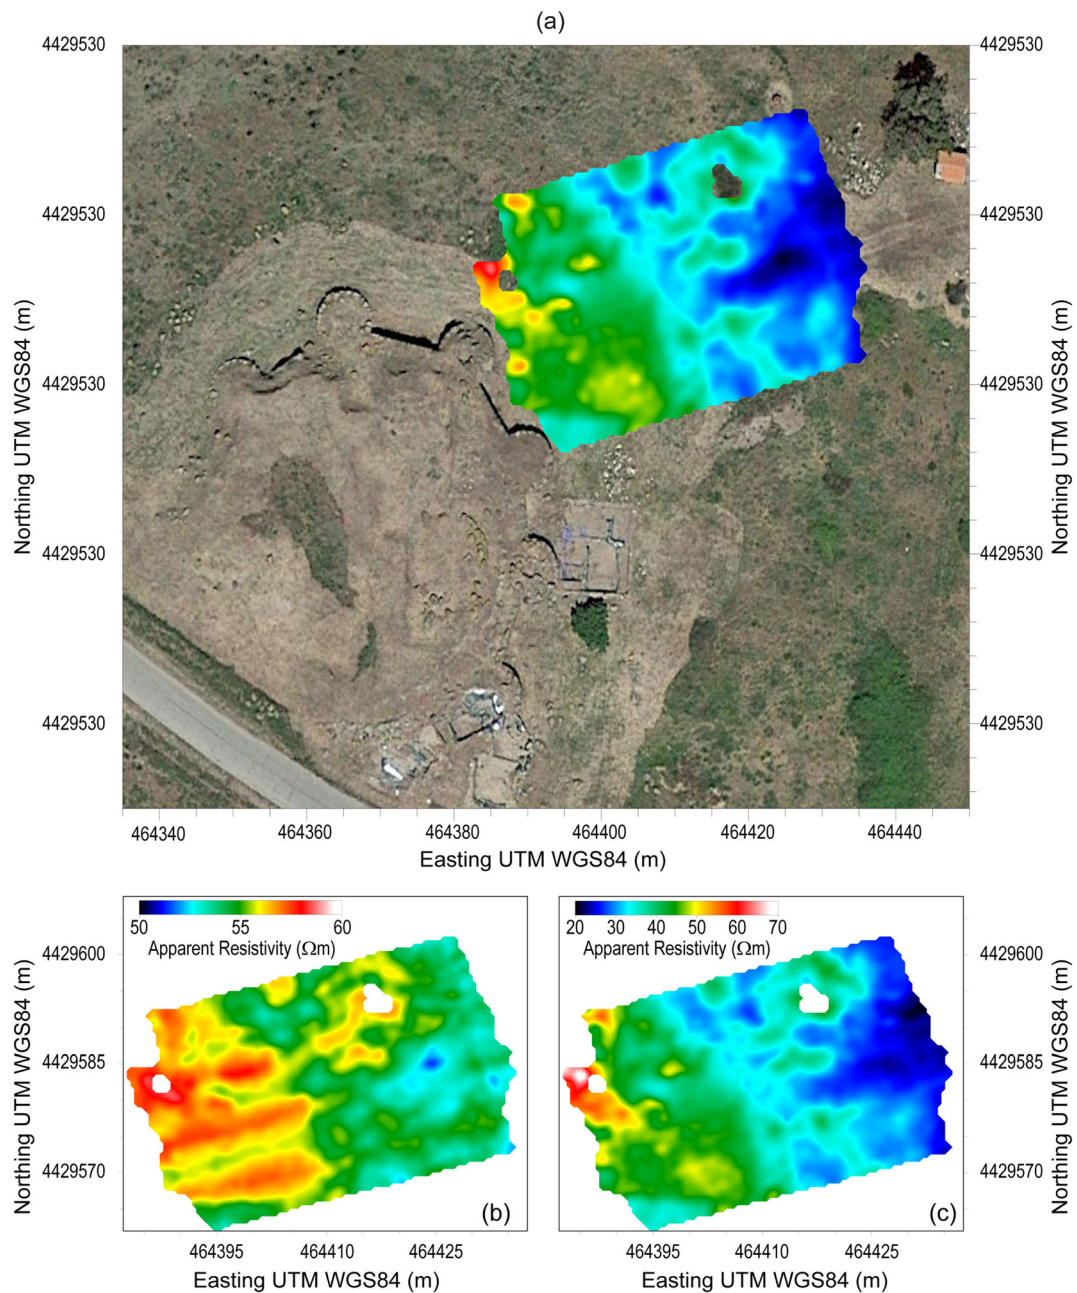 (a)
4429530 4429530
4429530 4429530
4429530 4429530
4429530 4429530
4429530 4429530
Northing UTM WGS84 (m)
Northing UTM WGS84 (m)
464340 464360 464380 464400 464420 464440
Easting UTM WGS84 (m)
50 55 60
Apparent Resistivity (Ωm)
20 30 40 50 60 70
Apparent Resistivity (Ωm)
4429600 4429600
4429585 4429585
4429570 4429570
Northing UTM WGS84 (m)
Northing UTM WGS84 (m)
(b)
(c)
464395 464410 464425
464395 464410 464425
Easting UTM WGS84 (m)
Easting UTM WGS84 (m)